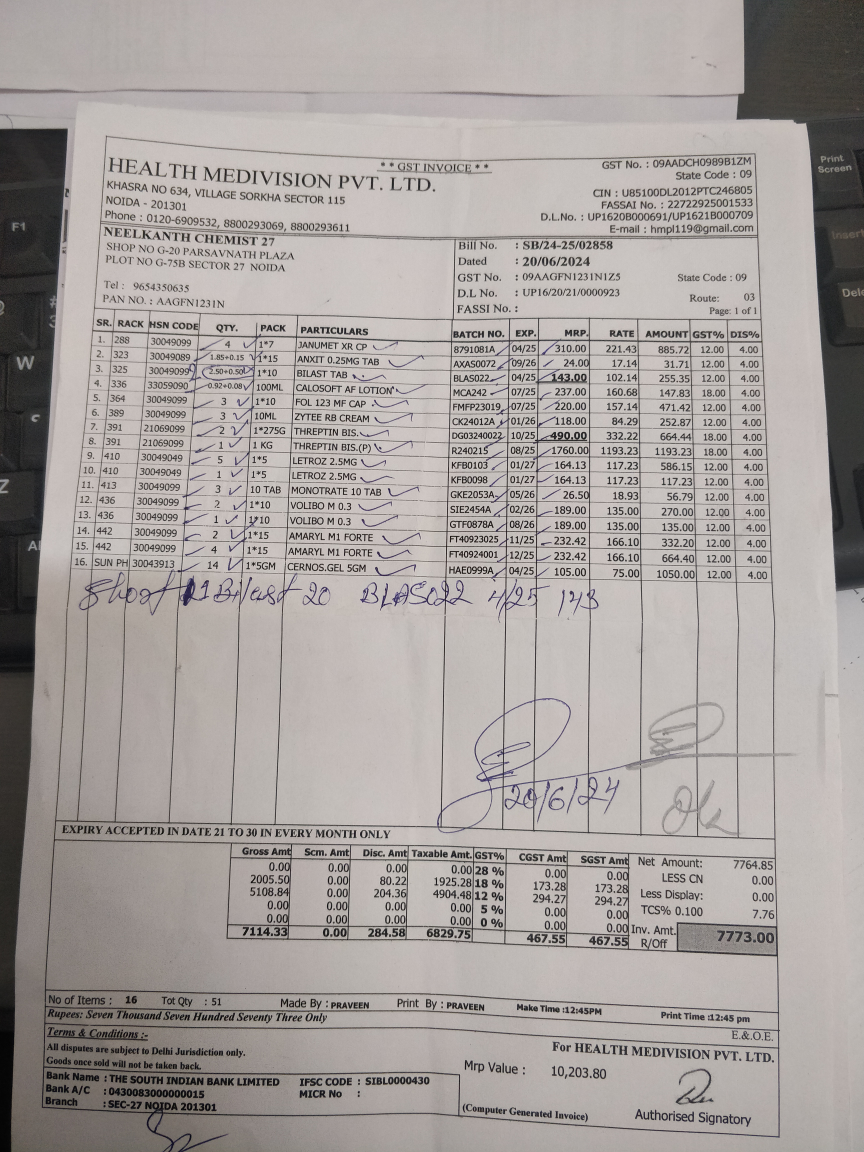 * * GST INVOICE * *
HEALTH MEDIVISION PVT. LTD.
KHASRA NO 634, VILLAGE SORKHA SECTOR 115
NOIDA - 201301
Phone : 0120-6909532, 8800293069, 8800293611
GST No. : 09AADCH0989B1ZM
State Code : 09
CIN : U85100DL2012PTC246805
FASSAI No. : 22722925001533
D.L.No. : UP1620B000691/UP1621B000709
E-mail : hmpl119@gmail.com
NEELKANTH CHEMIST 27
SHOP NO G-20 PARSAVNATH PLAZA
PLOT NO G-75B SECTOR 27 NOIDA
Tel : 9654350635
PAN NO. : AAGFN1231N
Bill No. : SB/24-25/02858
Dated : 20/06/2024
GST No. : 09AAGFN1231N1Z5 State Code : 09
D.L No. : UP16/20/21/0000923
Route: 03
FASSI No. : Page: 1 of 1
SR. RACK HSN CODE QTY. PACK PARTICULARS BATCH NO. EXP. MRP. RATE AMOUNT GST% DIS%
1. 288 30049099 4 1*7 JANUMET XR CP 8791081A 04/25 310.00 221.43 885.72 12.00 4.00
2. 323 30049089 1.85+0.15 1*15 ANXIT 0.25MG TAB AXAS0072 09/26 24.00 17.14 31.71 12.00 4.00
3. 325 30049099 2.50+0.50 1*10 BILAST TAB BLAS022 04/25 143.00 102.14 255.35 12.00 4.00
4. 336 33059090 0.92+0.08 100ML CALOSOFT AF LOTION MCA242 07/25 237.00 160.68 147.83 18.00 4.00
5. 364 30049099 3 1*10 FOL 123 MF CAP FMFP23019 07/25 220.00 157.14 471.42 12.00 4.00
6. 389 30049099 3 10ML ZYTEE RB CREAM CK24012A 01/26 118.00 84.29 252.87 12.00 4.00
7. 391 21069099 2 1*275G THREPTIN BIS. DG03240022 10/25 490.00 332.22 664.44 18.00 4.00
8. 391 21069099 1 1 KG THREPTIN BIS.(P) R240215 08/25 1760.00 1193.23 1193.23 18.00 4.00
9. 410 30049049 5 1*5 LETROZ 2.5MG KFB0103 01/27 164.13 117.23 586.15 12.00 4.00
10. 410 30049049 1 1*5 LETROZ 2.5MG KFB0098 01/27 164.13 117.23 117.23 12.00 4.00
11. 413 30049099 3 10 TAB MONOTRATE 10 TAB GKE2053A 05/26 26.50 18.93 56.79 12.00 4.00
12. 436 30049099 2 1*10 VOLIBO M 0.3 SIE2454A 02/26 189.00 135.00 270.00 12.00 4.00
13. 436 30049099 1 1*10 VOLIBO M 0.3 GTF0878A 08/26 189.00 135.00 135.00 12.00 4.00
14. 442 30049099 2 1*15 AMARYL M1 FORTE FT40923025 11/25 232.42 166.10 332.20 12.00 4.00
15. 442 30049099 4 1*15 AMARYL M1 FORTE FT40924001 12/25 232.42 166.10 664.40 12.00 4.00
16. SUN PH 30043913 14 1*5GM CERNOS.GEL 5GM HAE0999A 04/25 105.00 75.00 1050.00 12.00 4.00
Short 1 Bilast 20 BLAS022 4/25 143
20/6/24
Ok
EXPIRY ACCEPTED IN DATE 21 TO 30 IN EVERY MONTH ONLY
Gross Amt Scm. Amt Disc. Amt Taxable Amt. GST% CGST Amt SGST Amt
0.00 0.00 0.00 0.00 28 % 0.00 0.00
2005.50 0.00 80.22 1925.28 18 % 173.28 173.28
5108.84 0.00 204.36 4904.48 12 % 294.27 294.27
0.00 0.00 0.00 0.00 5 % 0.00 0.00
0.00 0.00 0.00 0.00 0 % 0.00 0.00
7114.33 0.00 284.58 6829.75 467.55 467.55
Net Amount: 7764.85
LESS CN 0.00
Less Display: 0.00
TCS% 0.100 7.76
Inv. Amt. 7773.00
R/Off
No of Items : 16 Tot Qty : 51 Made By : PRAVEEN Print By : PRAVEEN Make Time :12:45PM Print Time :12:45 pm
Rupees: Seven Thousand Seven Hundred Seventy Three Only
E.&.O.E.
Terms & Conditions :-
All disputes are subject to Delhi Jurisdiction only.
Goods once sold will not be taken back.
Bank Name : THE SOUTH INDIAN BANK LIMITED IFSC CODE : SIBL0000430
Bank A/C : 0430083000000015 MICR No :
Branch : SEC-27 NOIDA 201301
For HEALTH MEDIVISION PVT. LTD.
Mrp Value : 10,203.80
(Computer Generated Invoice)
Authorised Signatory
F1
W
Z
Print
Screen
Insert